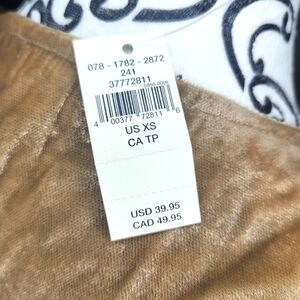 078 - 1782 - 2872
241
37772811
4 00377 72811 6
US XS
CA TP
USD 39.95
CAD 49.95